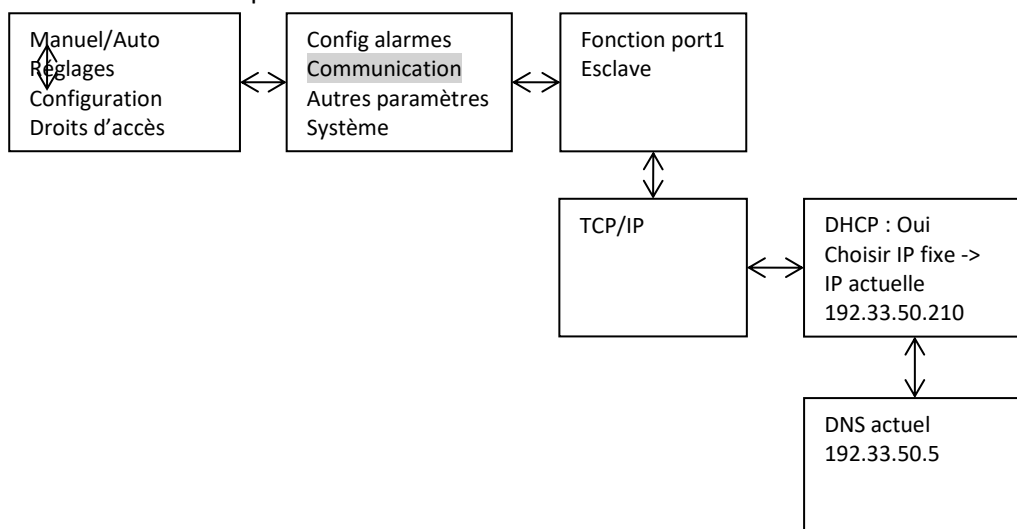 Manuel/Auto
Réglages
Configuration
Droits d’accès
Config alarmes
Communication
Autres paramètres
Système
Fonction port1
Esclave
TCP/IP
DHCP : Oui
Choisir IP fixe ->
IP actuelle
192.33.50.210
DNS actuel
192.33.50.5